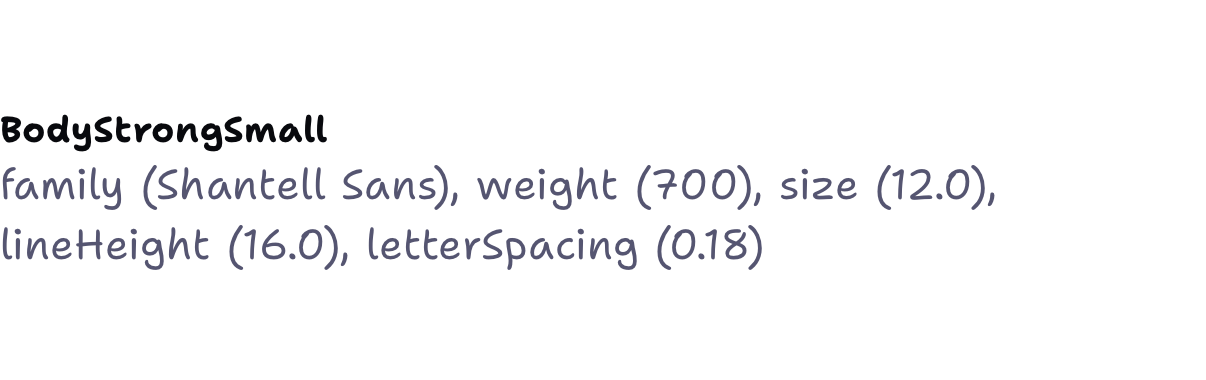 BodyStrongSmall
family (Shantell Sans), weight (700), size (12.0),
lineHeight (16.0), letterSpacing (0.18)